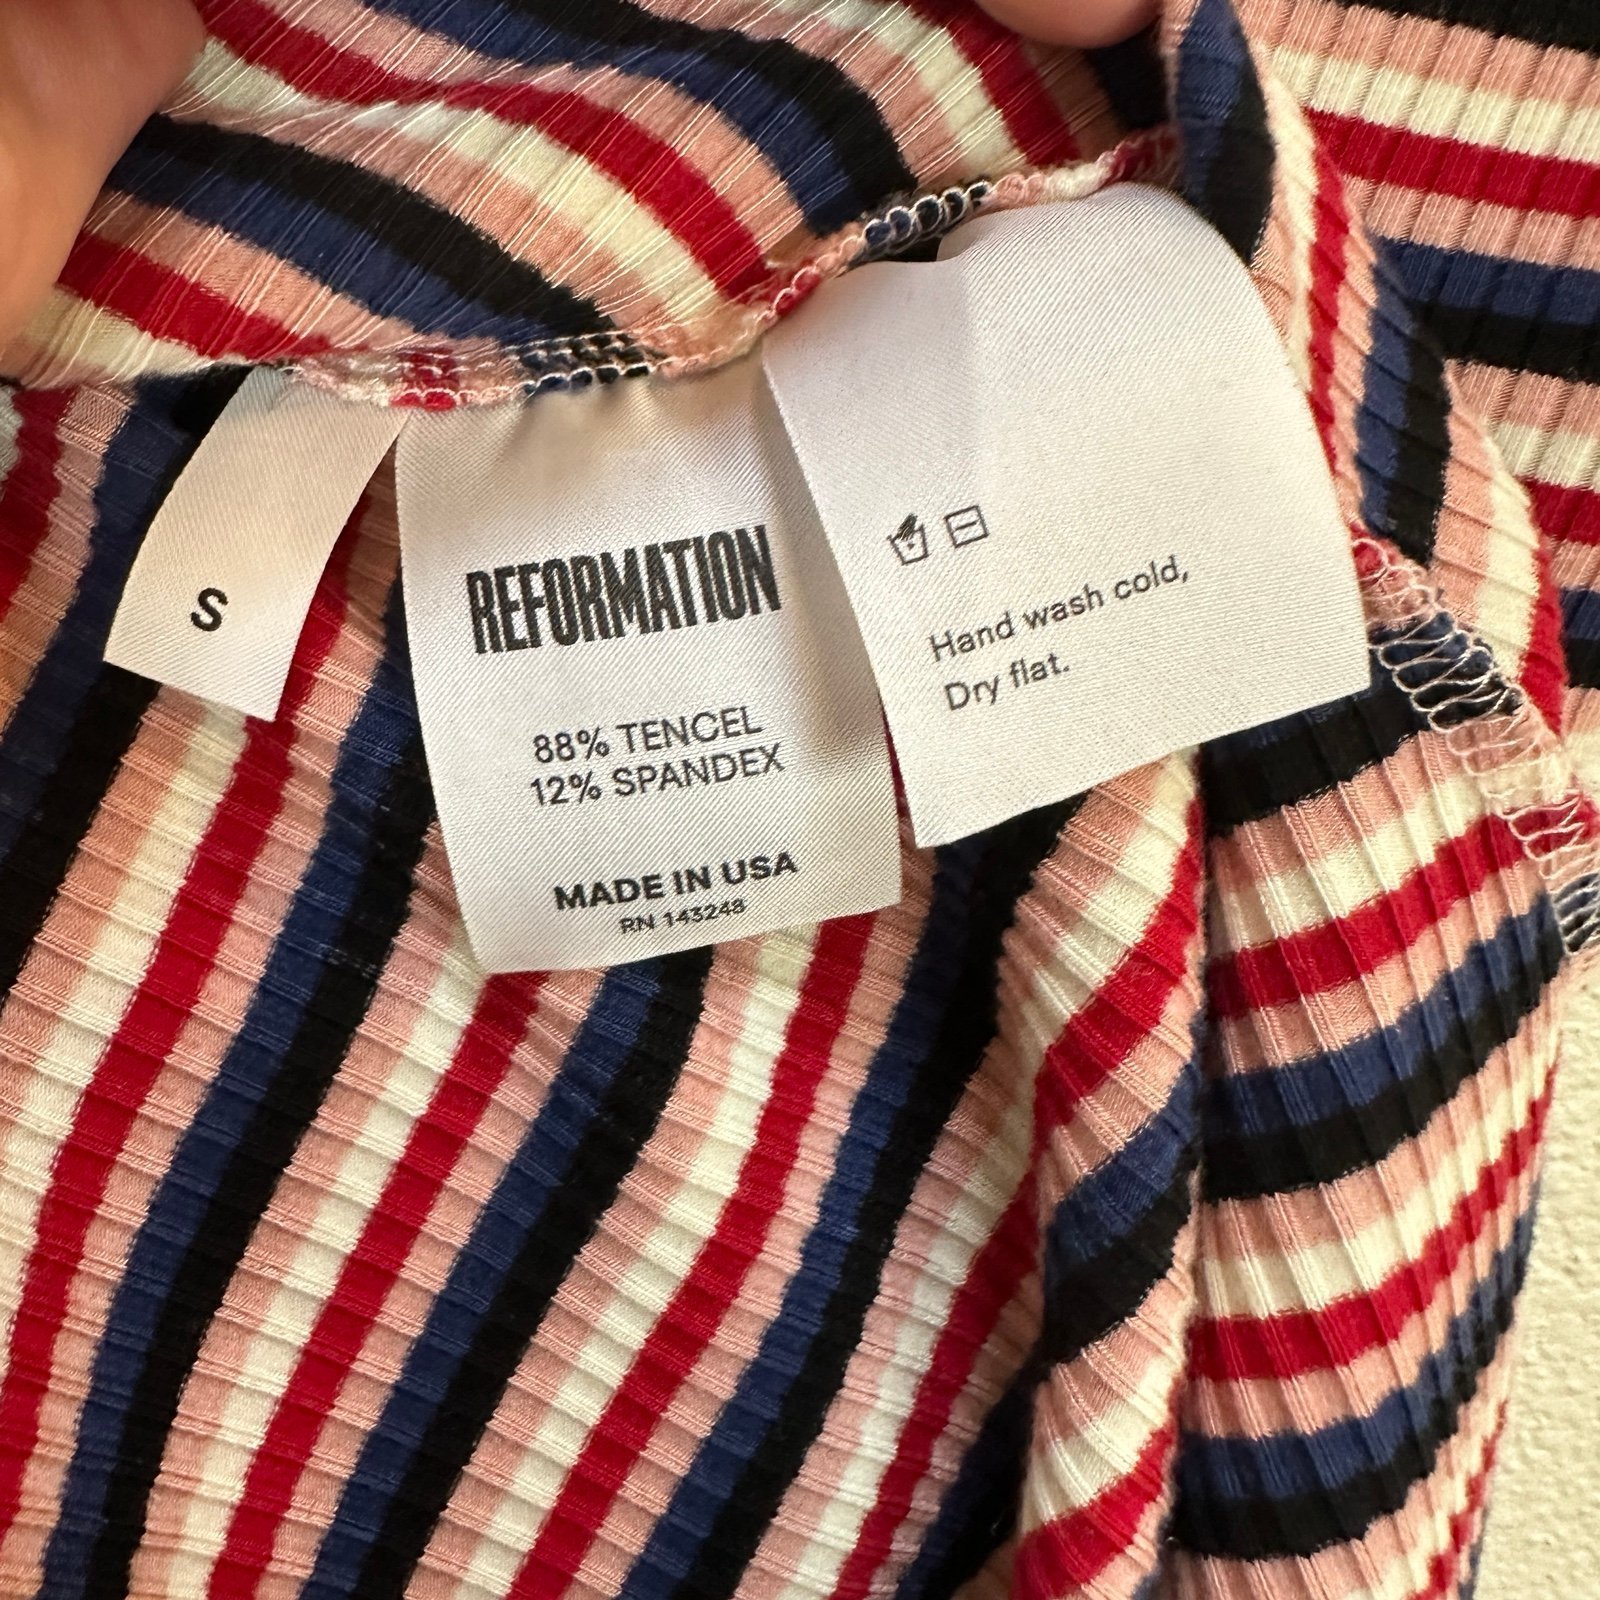 S
REFORMATION
88% TENCEL
12% SPANDEX
MADE IN USA
RN 143248
Hand wash cold,
Dry flat.